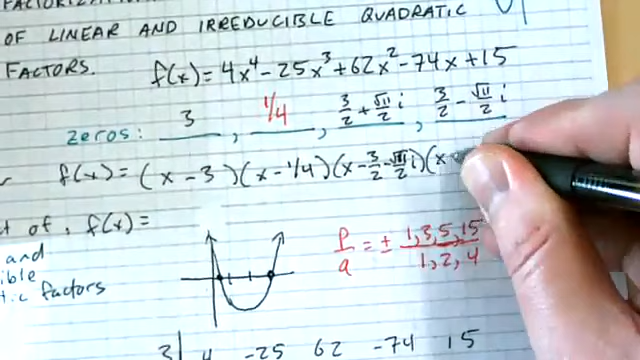 OF LINEAR AND IRREDUCIBLE QUADRATIC
FACTORS. f(x) = 4x⁴ - 25x³ + 62x² - 74x + 15
zeros: 3 , 1/4 , 3/2 + √11/2 i , 3/2 - √11/2 i
f(x) = (x - 3)(x - 1/4)(x - 3/2 - √11/2 i)(x -
t of, f(x) =
and
ible
tic factors
P/q = ± 1,3,5,15/1,2,4
3| 4 -25 62 -74 15